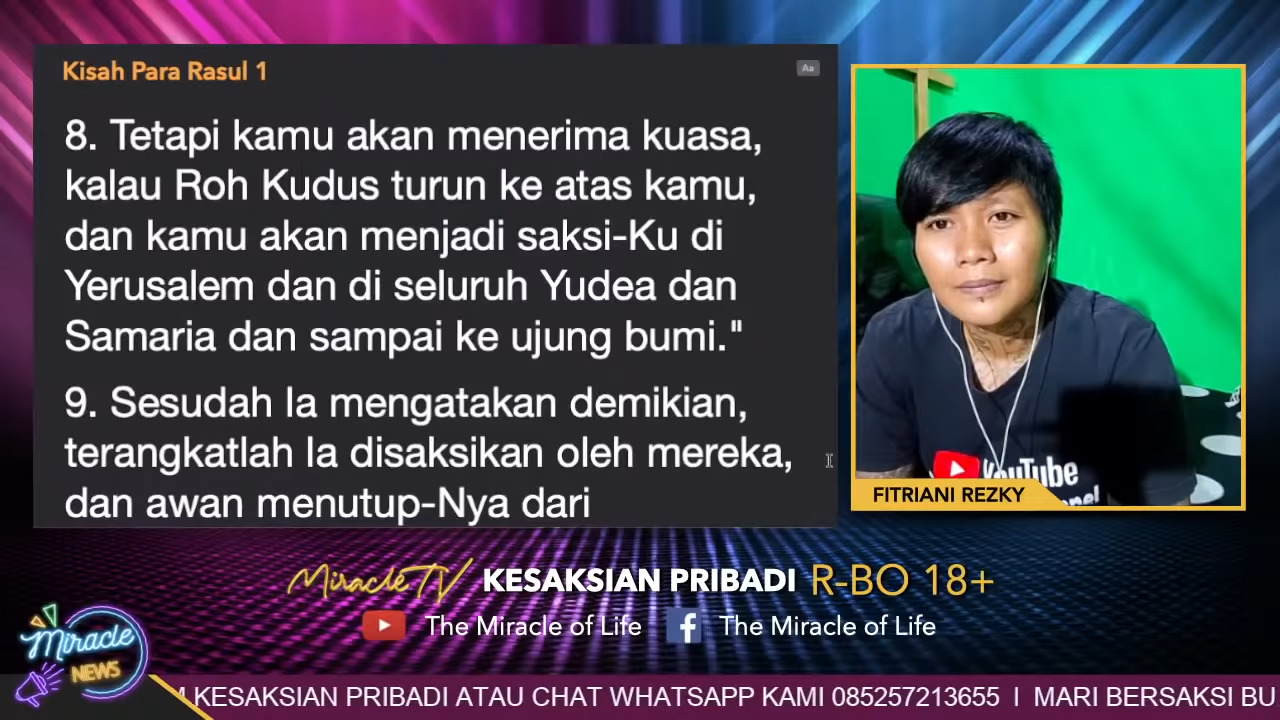 Kisah Para Rasul 1
Aa
8. Tetapi kamu akan menerima kuasa,
kalau Roh Kudus turun ke atas kamu,
dan kamu akan menjadi saksi-Ku di
Yerusalem dan di seluruh Yudea dan
Samaria dan sampai ke ujung bumi."
9. Sesudah Ia mengatakan demikian,
terangkatlah Ia disaksikan oleh mereka,
dan awan menutup-Nya dari
YouTube
FITRIANI REZKY
Miracle TV KESAKSIAN PRIBADI R-BO 18+
The Miracle of Life f The Miracle of Life
Miracle
NEWS
M KESAKSIAN PRIBADI ATAU CHAT WHATSAPP KAMI 085257213655 I MARI BERSAKSI BU